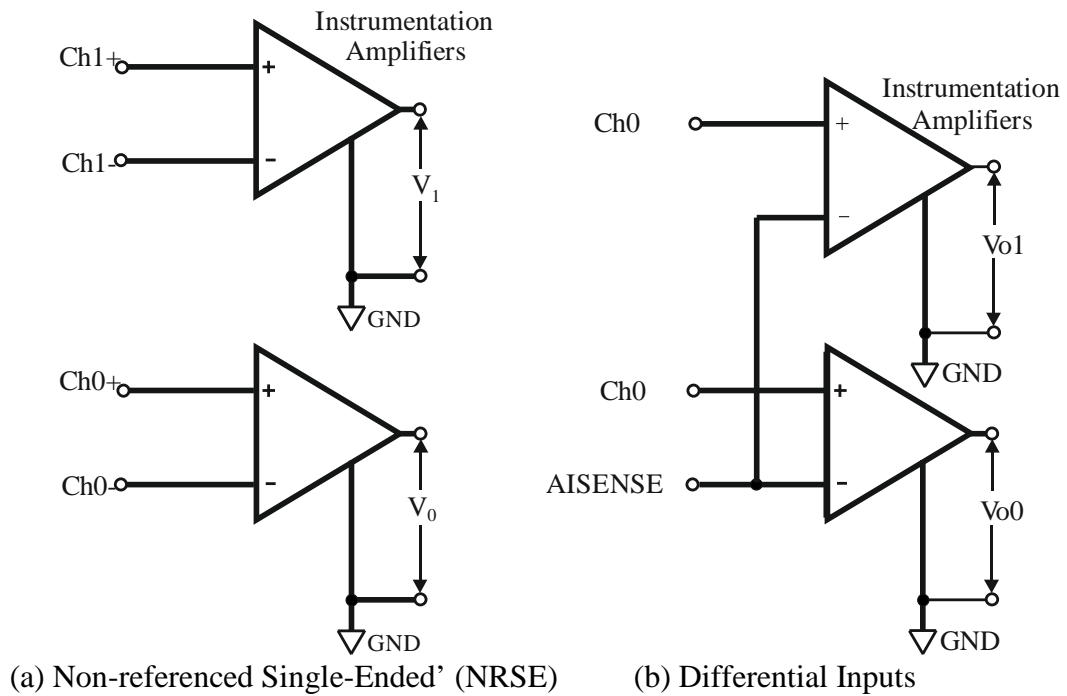 Instrumentation
Amplifiers
Ch1+
+
Ch1-
-
V1
GND
Ch0+
+
Ch0-
-
V0
GND
Instrumentation
Amplifiers
Ch0
+
-
Vo1
GND
Ch0
+
AISENSE
-
Vo0
GND
(a) Non-referenced Single-Ended’ (NRSE)
(b) Differential Inputs